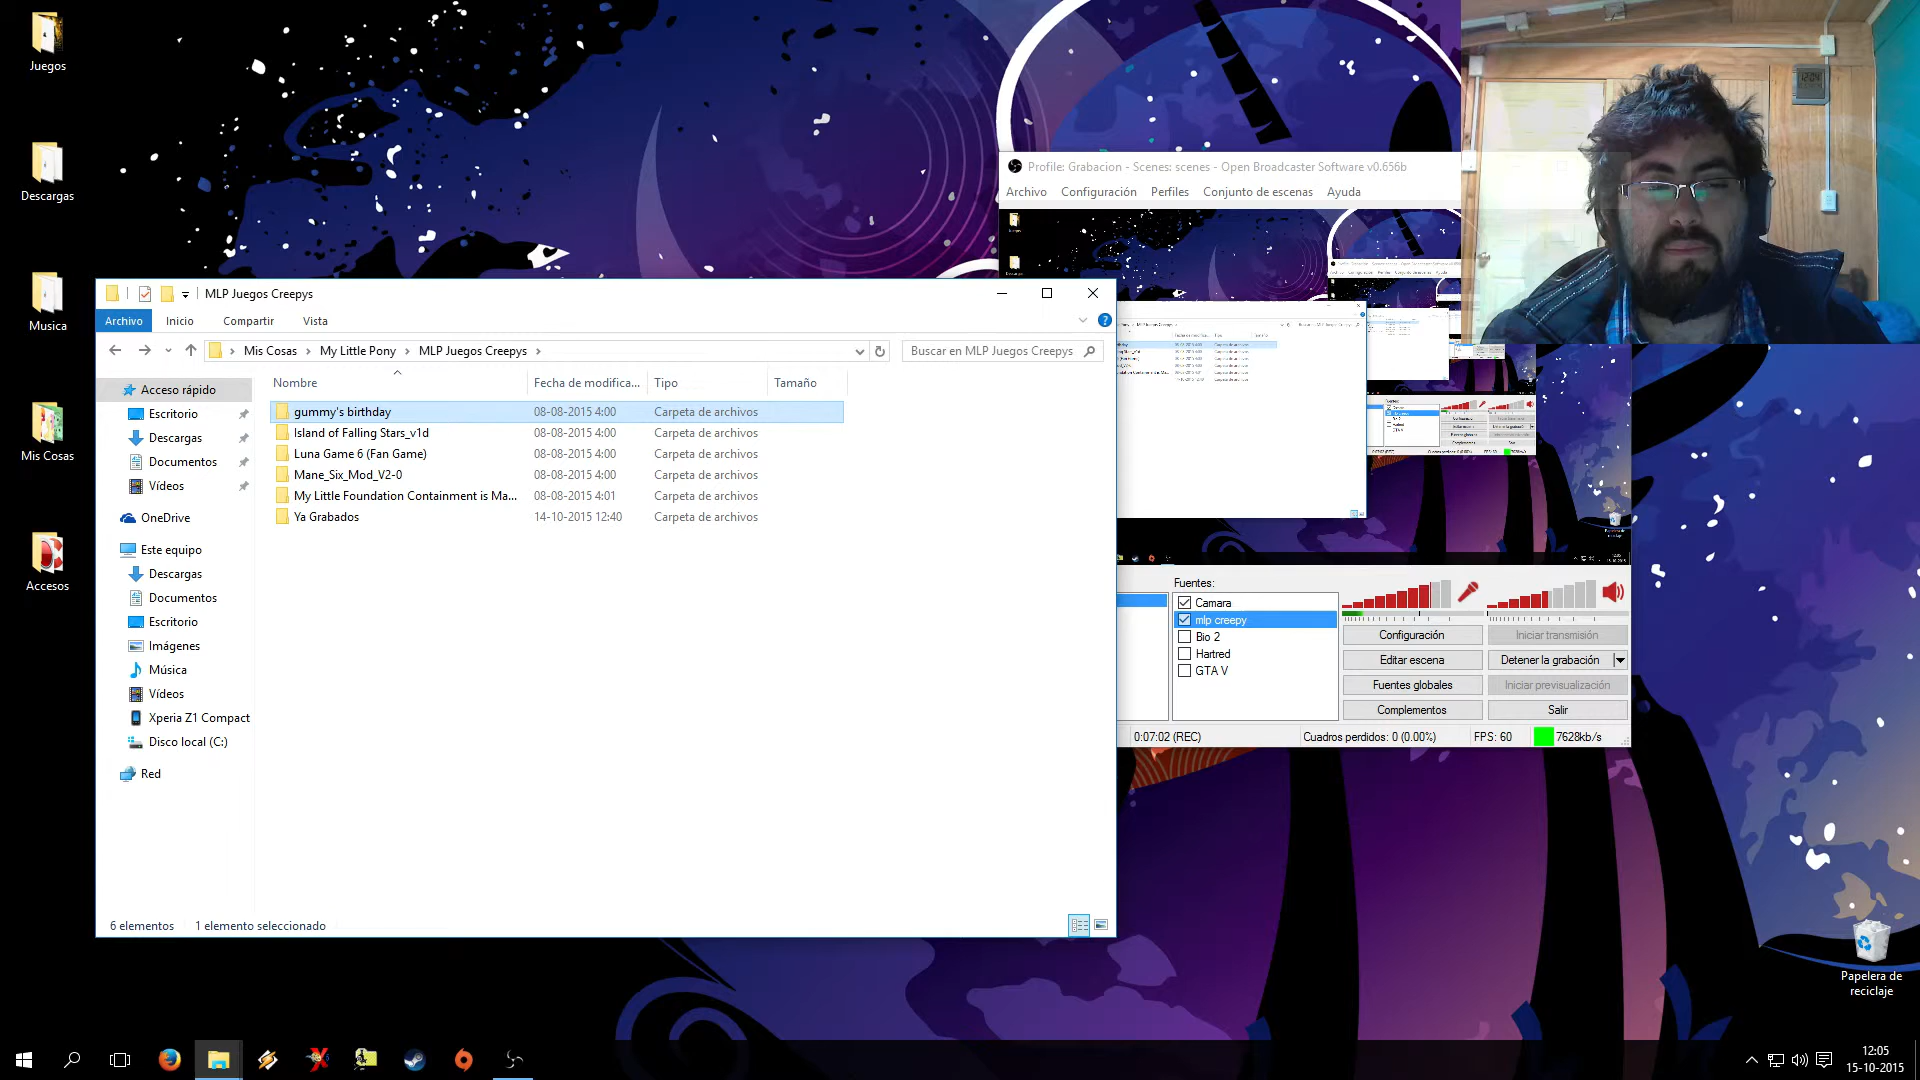 Juegos
Descargas
Musica
Mis Cosas
Accesos
MLP Juegos Creepys
Archivo
Inicio
Compartir
Vista
Mis Cosas
My Little Pony
MLP Juegos Creepys
Buscar en MLP Juegos Creepys
Nombre
Fecha de modifica...
Tipo
Tamaño
gummy's birthday 08-08-2015 4:00 Carpeta de archivos
Island of Falling Stars_v1d 08-08-2015 4:00 Carpeta de archivos
Luna Game 6 (Fan Game) 08-08-2015 4:00 Carpeta de archivos
Mane_Six_Mod_V2-0 08-08-2015 4:00 Carpeta de archivos
My Little Foundation Containment is Ma... 08-08-2015 4:01 Carpeta de archivos
Ya Grabados 14-10-2015 12:40 Carpeta de archivos
Acceso rápido
Escritorio
Descargas
Documentos
Vídeos
OneDrive
Este equipo
Descargas
Documentos
Escritorio
Imágenes
Música
Vídeos
Xperia Z1 Compact
Disco local (C:)
Red
6 elementos
1 elemento seleccionado
Profile: Grabacion - Scenes: scenes - Open Broadcaster Software v0.656b
Archivo
Configuración
Perfiles
Conjunto de escenas
Ayuda
Fuentes:
Camara
mlp creepy
Bio 2
Hartred
GTA V
Configuración
Iniciar transmisión
Editar escena
Detener la grabación
Fuentes globales
Iniciar previsualización
Complementos
Salir
0:07:02 (REC)
Cuadros perdidos: 0 (0.00%)
FPS: 60
7628kb/s
Papelera de
reciclaje
12:05
15-10-2015